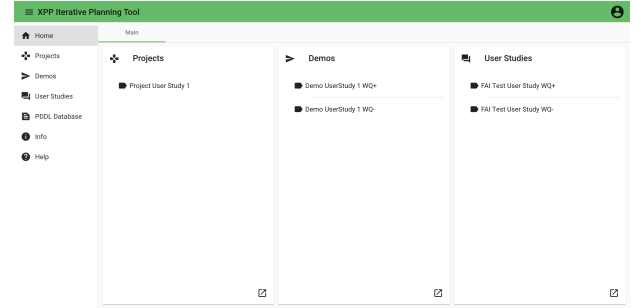 XPP Iterative Planning Tool
Home
Projects
Demos
User Studies
PDDL Database
Info
Help
Main
Projects
Project User Study 1
Demos
Demo UserStudy 1 WQ+
Demo UserStudy 1 WQ-
User Studies
FAI Test User Study WQ+
FAI Test User Study WQ-